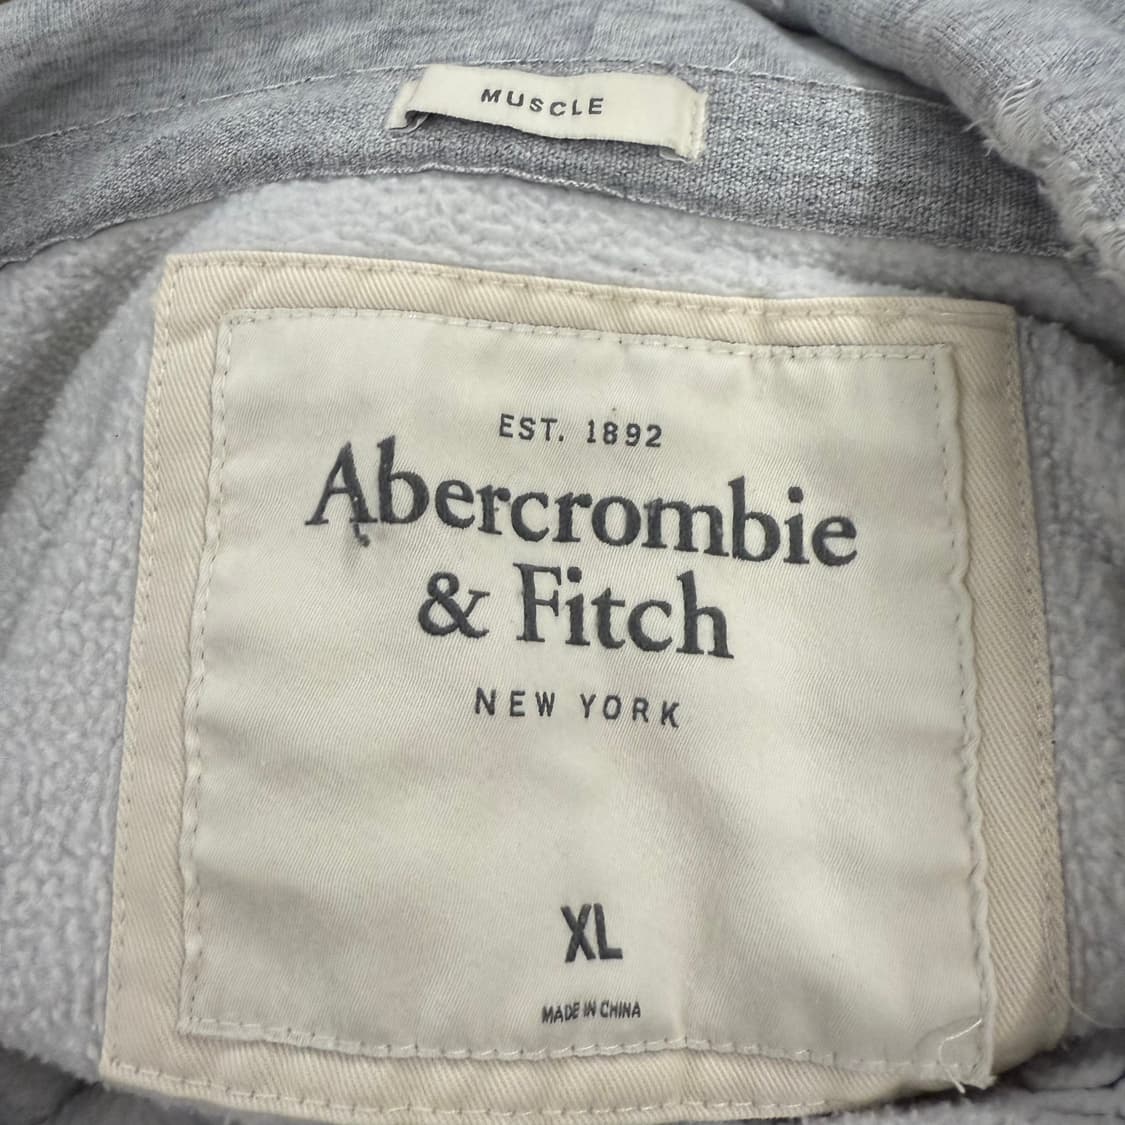 MUSCLE
EST. 1892
Abercrombie
& Fitch
NEW YORK
XL
MADE IN CHINA